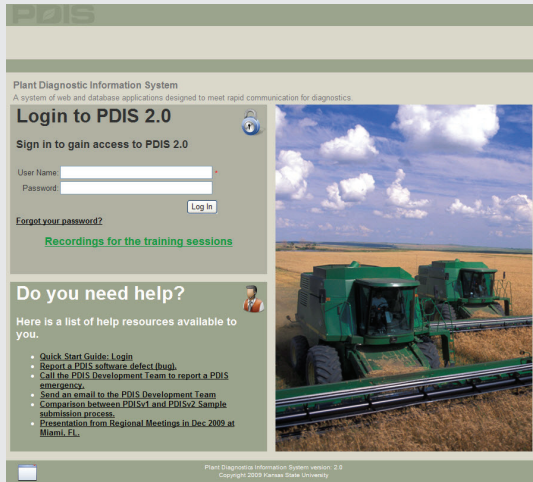 PDIS
Plant Diagnostic Information System
A system of web and database applications designed to meet rapid communication for diagnostics.
Login to PDIS 2.0
Sign in to gain access to PDIS 2.0
User Name: *
Password:
Log In
Forgot your password?
Recordings for the training sessions
Do you need help?
Here is a list of help resources available to
you.
Quick Start Guide: Login
Report a PDIS software defect (bug).
Call the PDIS Development Team to report a PDIS
emergency.
Send an email to the PDIS Development Team
Comparison between PDISv1 and PDISv2 Sample
submission process.
Presentation from Regional Meetings in Dec 2009 at
Miami, FL.
Plant Diagnostics Information System version: 2.0
Copyright 2009 Kansas State University